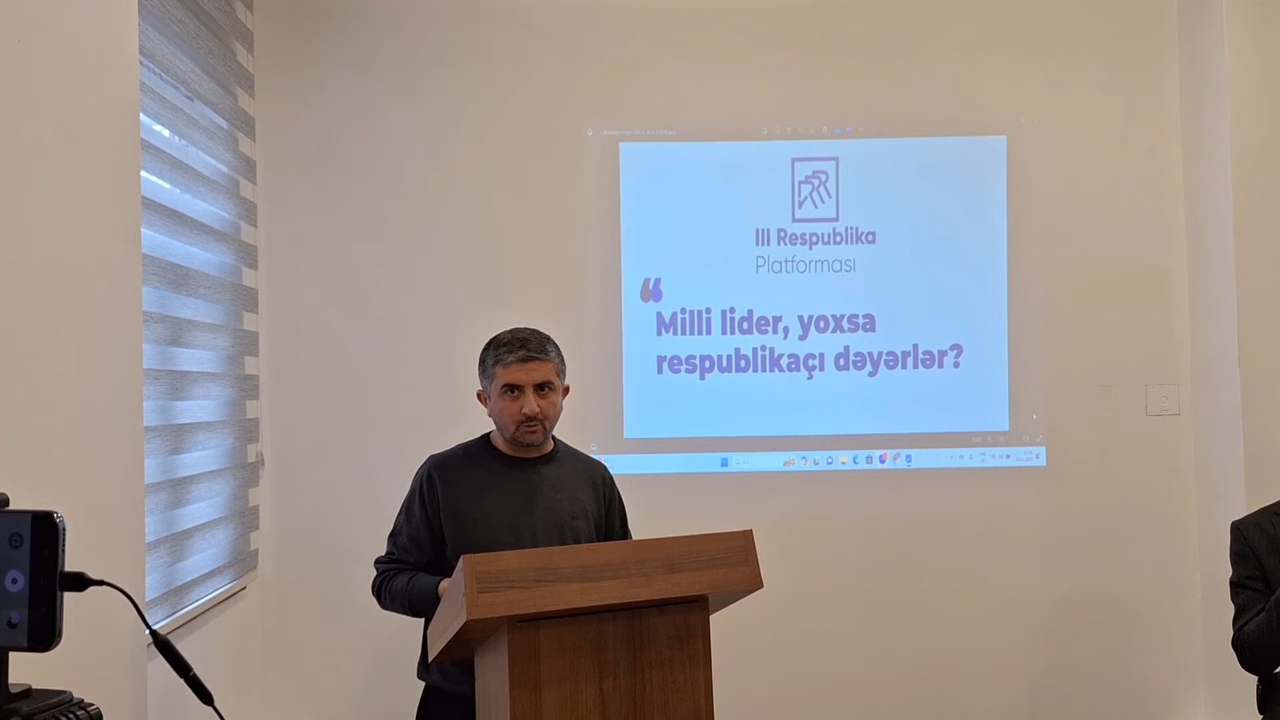 III Respublika
Platforması
“Milli lider, yoxsa
respublikaçı dəyərlər?